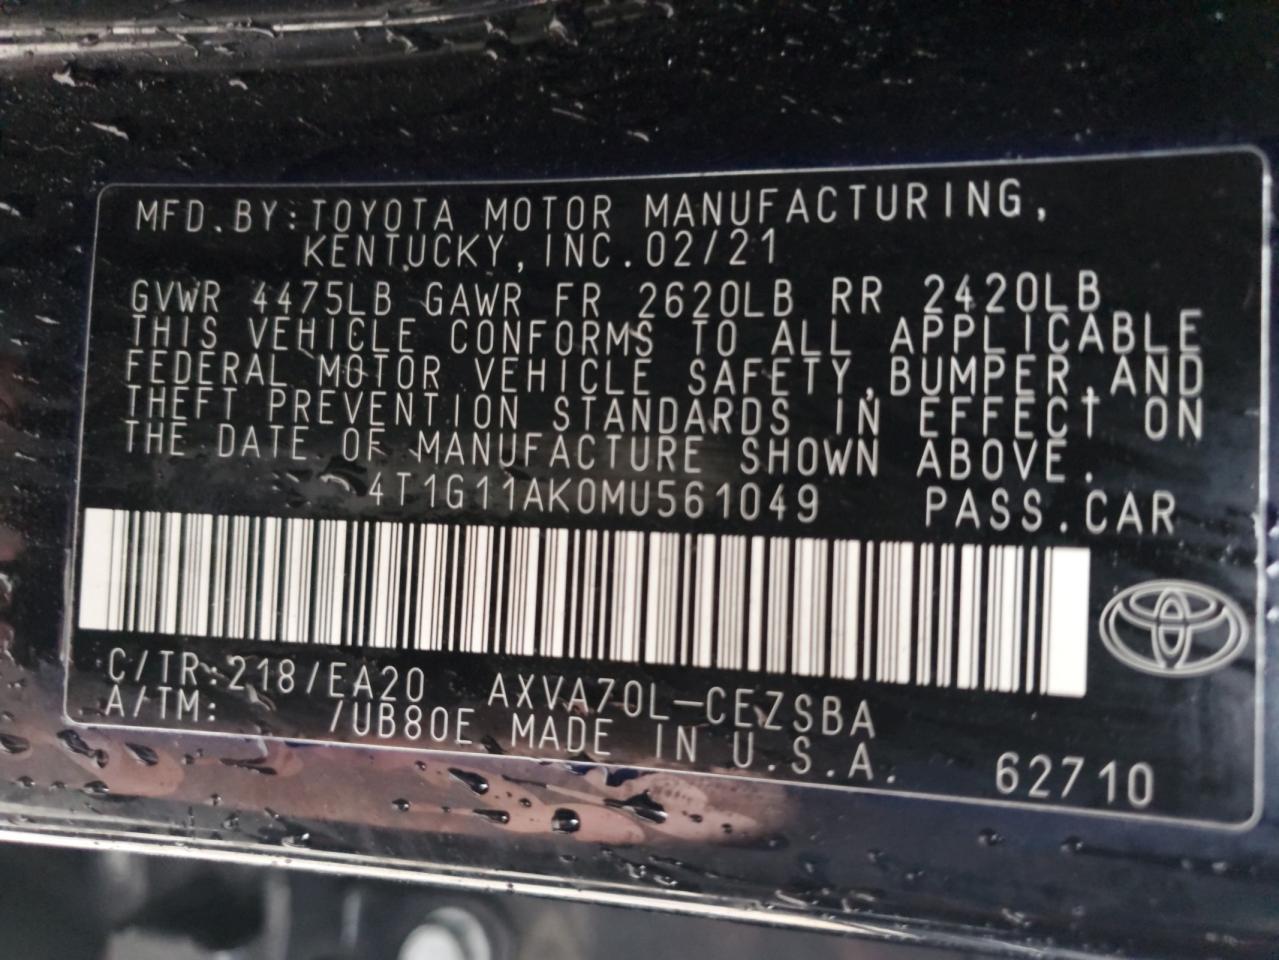 MFD.BY:TOYOTA MOTOR MANUFACTURING,
KENTUCKY,INC.02/21
GVWR 4475LB GAWR FR 2620LB RR 2420LB
THIS VEHICLE CONFORMS TO ALL APPLICABLE
FEDERAL MOTOR VEHICLE SAFETY,BUMPER,AND
THEFT PREVENTION STANDARDS IN EFFECT ON
THE DATE OF MANUFACTURE SHOWN ABOVE.
4T1G11AK0MU561049 PASS.CAR
C/TR:218/EA20 AXVA70L-CEZSBA
A/TM: /UB80E MADE IN U.S.A.
62710